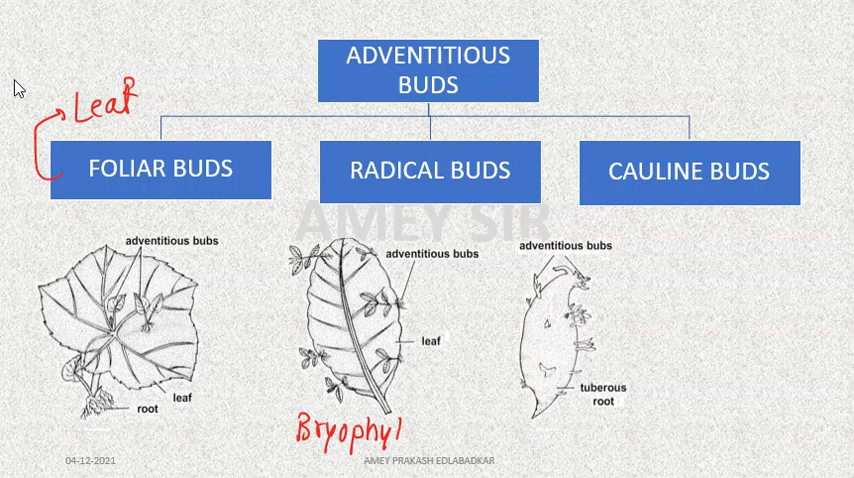 ADVENTITIOUS
BUDS
Leaf
FOLIAR BUDS
RADICAL BUDS
CAULINE BUDS
AMEY SIR
adventitious bubs
adventitious bubs
adventitious bubs
leaf
tuberous
root
leaf
root
Bryophyl
04-12-2021
AMEY PRAKASH EDLABADKAR